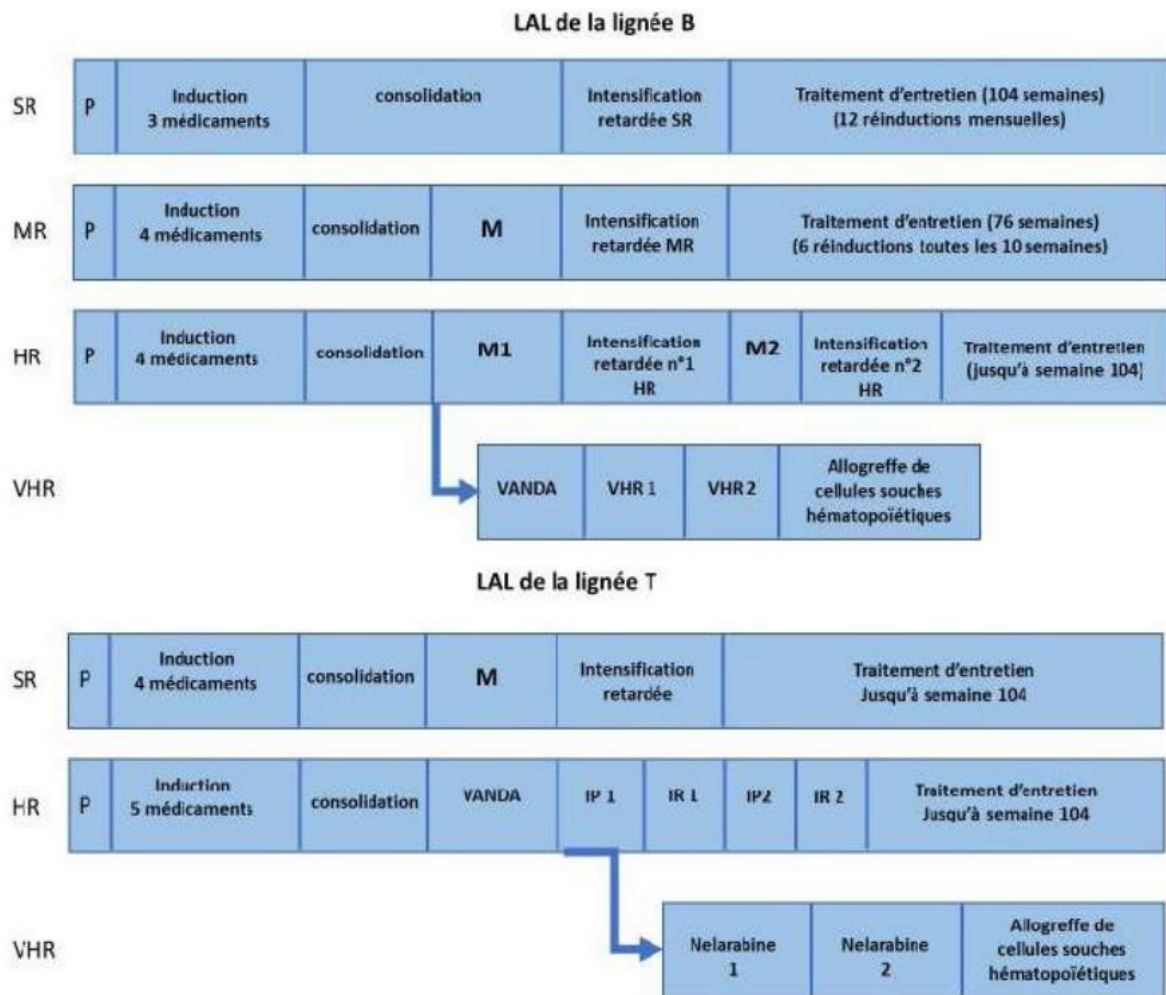 LAL de la lignée B
SR
P
Induction
3 médicaments
consolidation
Intensification
retardée SR
Traitement d'entretien (104 semaines)
(12 réinductions mensuelles)
MR
P
Induction
4 médicaments
consolidation
M
Intensification
retardée MR
Traitement d'entretien (76 semaines)
(6 réinductions toutes les 10 semaines)
HR
P
Induction
4 médicaments
consolidation
M1
Intensification
retardée n°1
HR
M2
Intensification
retardée n°2
HR
Traitement d'entretien
(jusqu'à semaine 104)
VHR
VANDA
VHR 1
VHR 2
Allogreffe de
cellules souches
hématopoïétiques
LAL de la lignée T
SR
P
Induction
4 médicaments
consolidation
M
Intensification
retardée
Traitement d'entretien
Jusqu'à semaine 104
HR
P
Induction
5 médicaments
consolidation
VANDA
IP 1
IR 1
IP2
IR 2
Traitement d'entretien
Jusqu'à semaine 104
VHR
Nelarabine
1
Nelarabine
2
Allogreffe de
cellules souches
hématopoïétiques